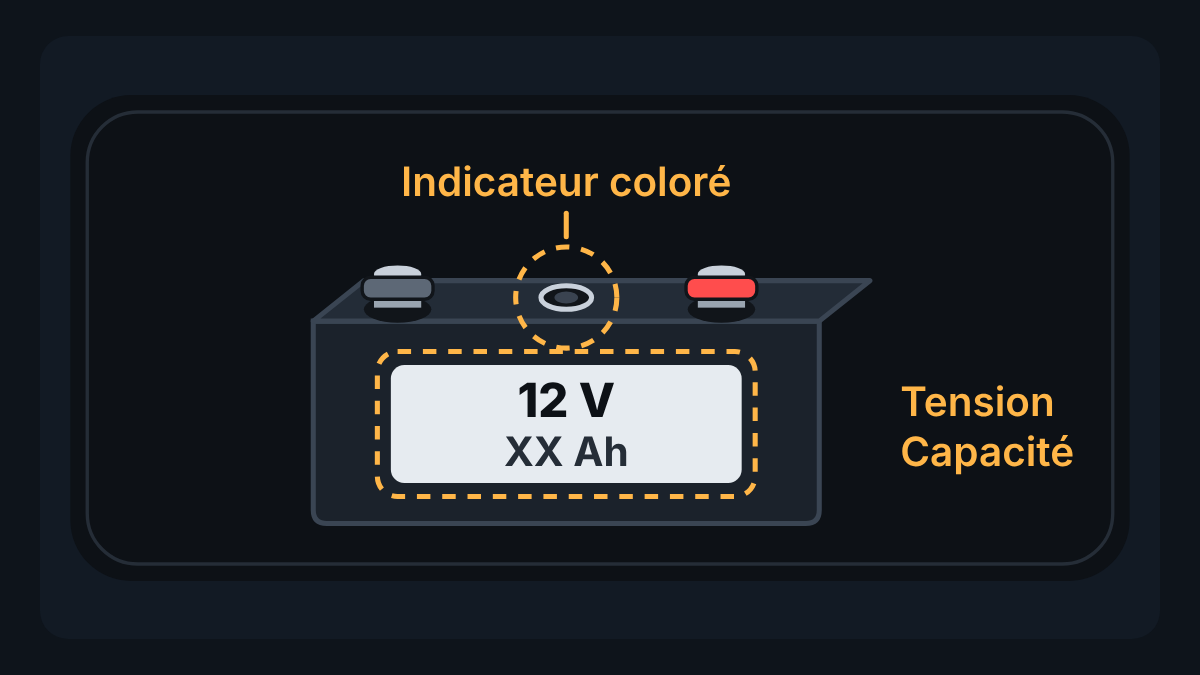 Indicateur coloré
12 V
XX Ah
Tension
Capacité